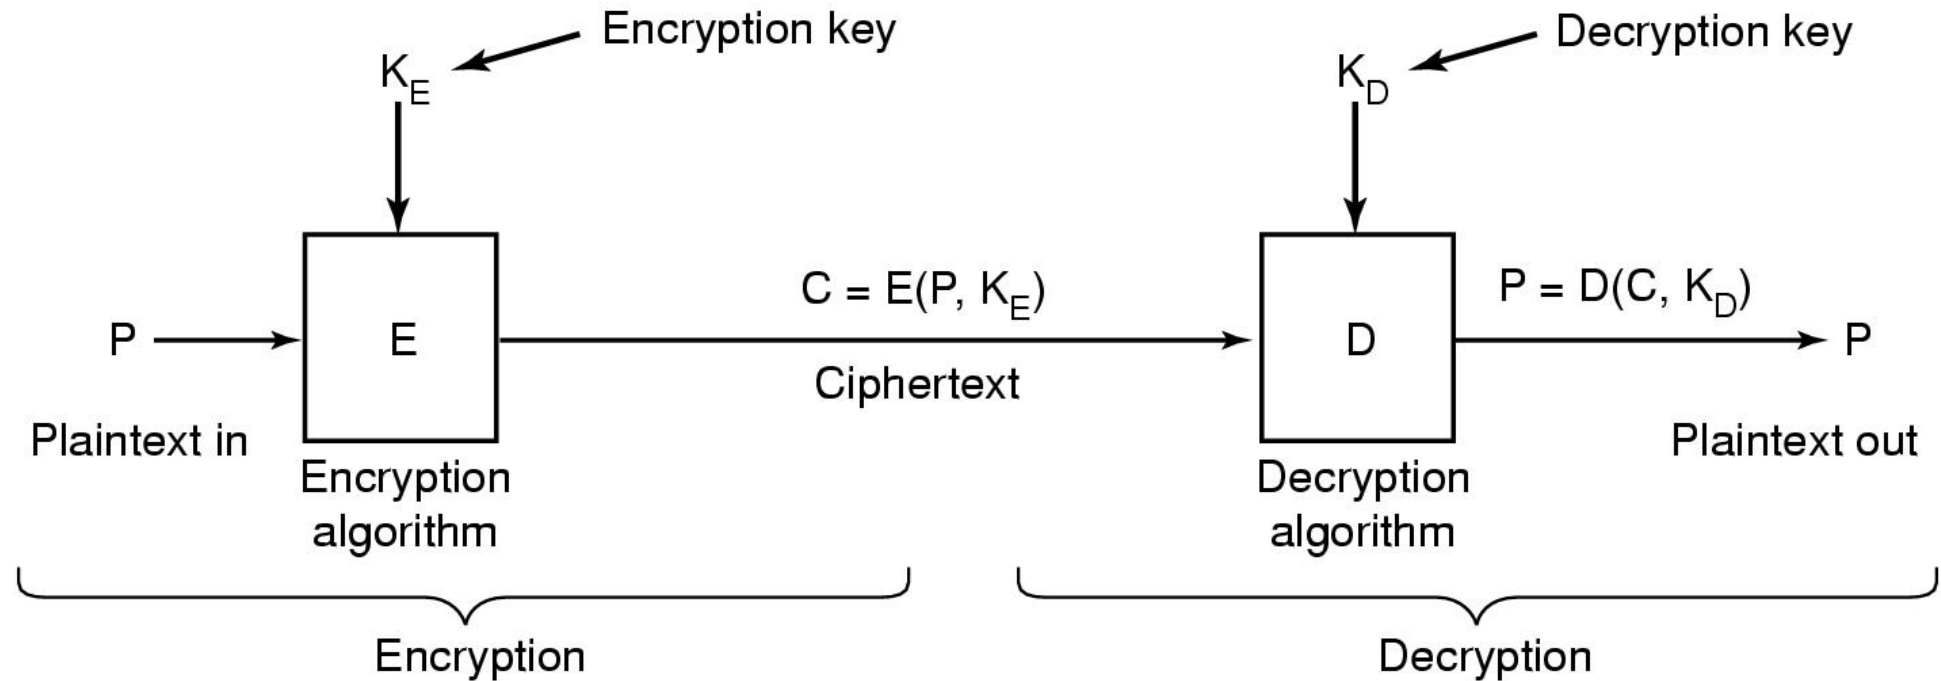 Encryption key
Decryption key
K_E
K_D
C = E(P, K_E)
P = D(C, K_D)
P
E
D
P
Ciphertext
Plaintext in
Plaintext out
Encryption
algorithm
Decryption
algorithm
Encryption
Decryption